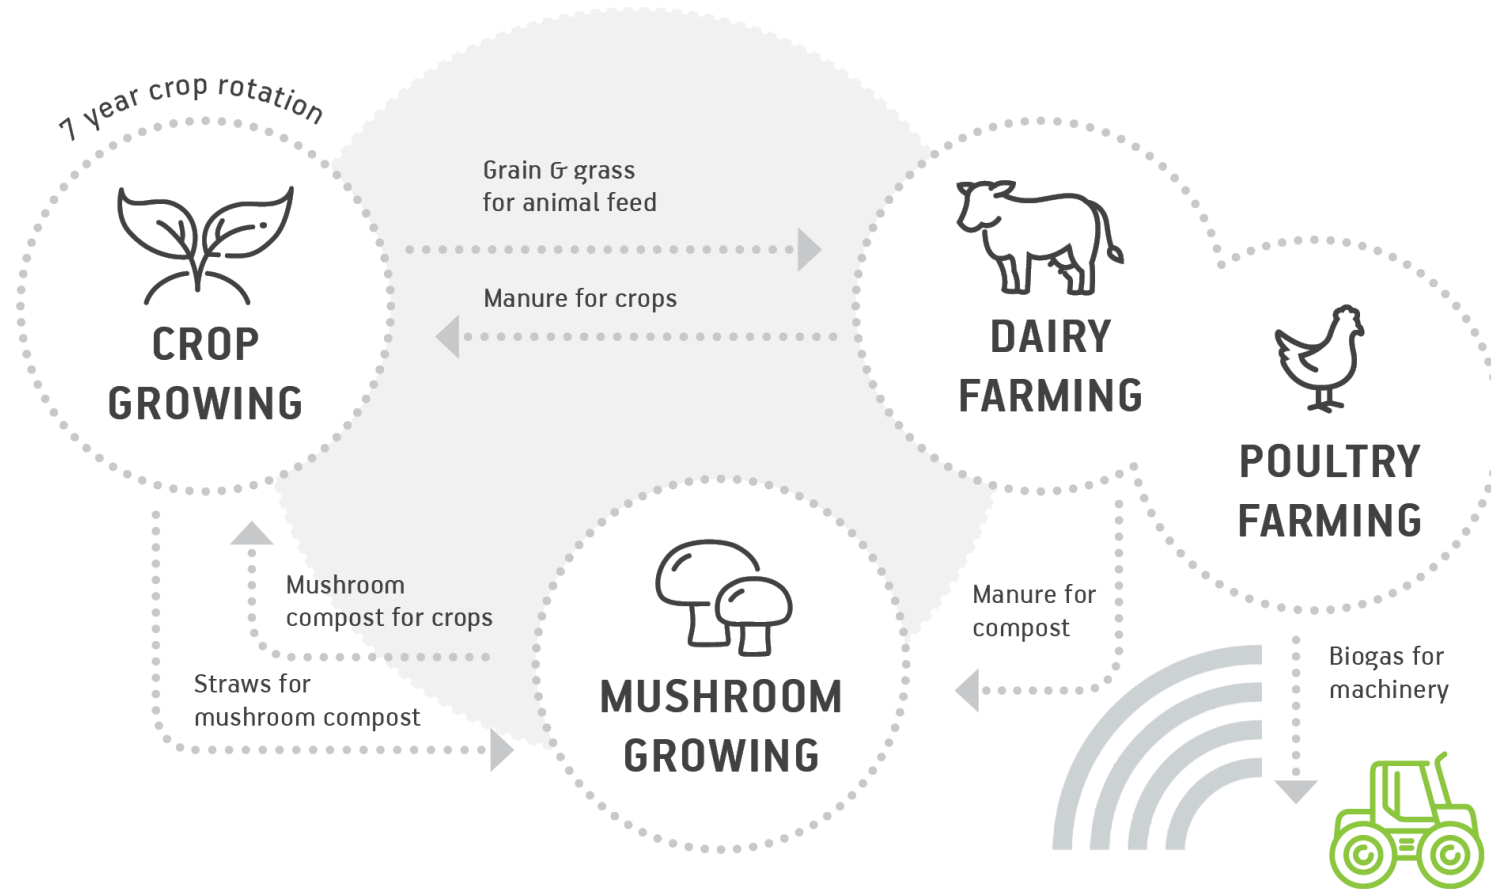 7 year crop rotation
CROP
GROWING
Grain & grass
for animal feed
Manure for crops
DAIRY
FARMING
POULTRY
FARMING
Mushroom
compost for crops
Straws for
mushroom compost
MUSHROOM
GROWING
Manure for
compost
Biogas for
machinery